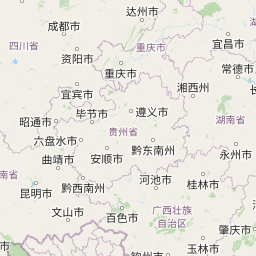 达州市
成都市
四川省
重庆市
宜昌市
资阳市
重庆市
常德市
宜宾市
湘西州
毕节市
遵义市
昭通市
湖南省
贵州省
六盘水市
黔东南州
永州市
曲靖市
安顺市
南省
黔西南州
河池市
桂林市
昆明市
文山市
百色市
广西壮族
自治区
肇庆市
玉林市
钦州市